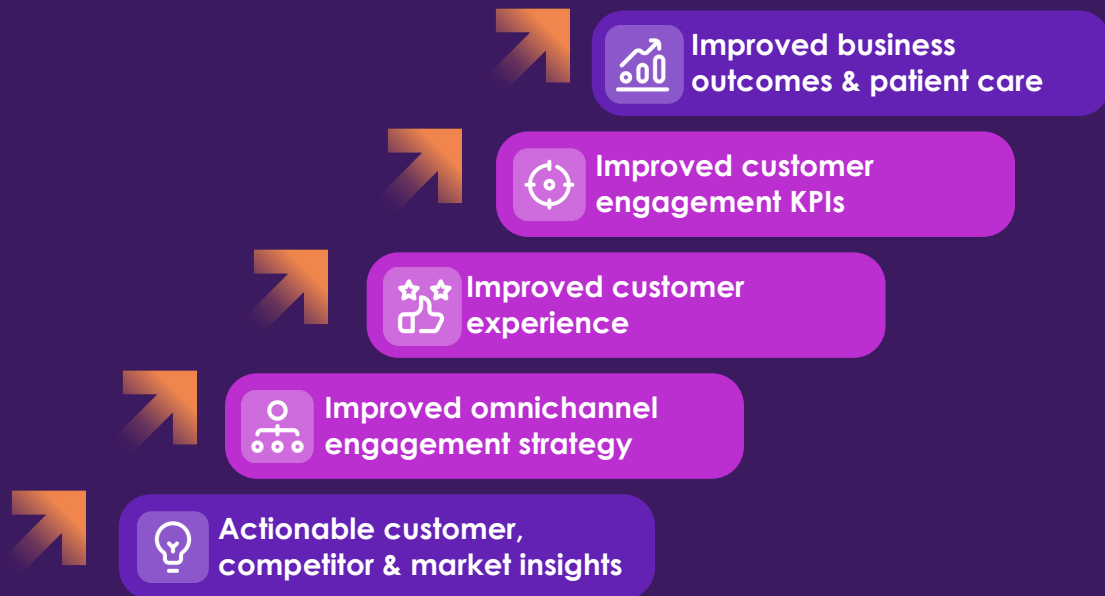 Improved business
outcomes & patient care
Improved customer
engagement KPIs
Improved customer
experience
Improved omnichannel
engagement strategy
Actionable customer,
competitor & market insights